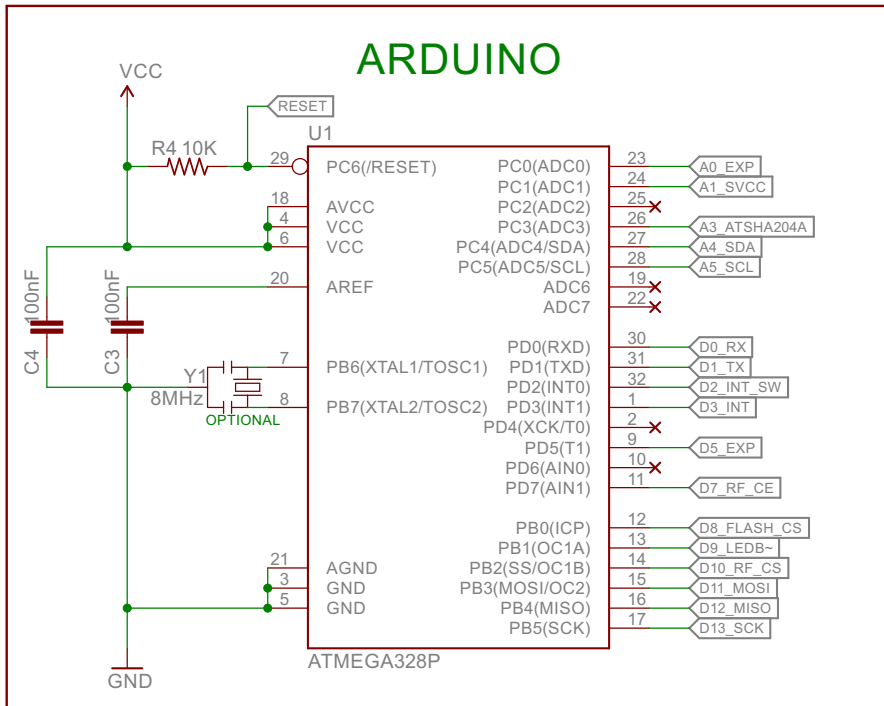 ARDUINO
VCC
RESET
R4 10K
U1
29
PC6(/RESET)
18
AVCC
4
VCC
6
VCC
20
AREF
100nF
C4
100nF
C3
Y1
8MHz
OPTIONAL
7
PB6(XTAL1/TOSC1)
8
PB7(XTAL2/TOSC2)
21
AGND
3
GND
5
GND
PC0(ADC0) 23 A0_EXP
PC1(ADC1) 24 A1_SVCC
PC2(ADC2) 25
PC3(ADC3) 26 A3_ATSHA204A
PC4(ADC4/SDA) 27 A4_SDA
PC5(ADC5/SCL) 28 A5_SCL
ADC6 19
ADC7 22
PD0(RXD) 30 D0_RX
PD1(TXD) 31 D1_TX
PD2(INT0) 32 D2_INT_SW
PD3(INT1) 1 D3_INT
PD4(XCK/T0) 2
PD5(T1) 9 D5_EXP
PD6(AIN0) 10
PD7(AIN1) 11 D7_RF_CE
PB0(ICP) 12 D8_FLASH_CS
PB1(OC1A) 13 D9_LEDB~
PB2(SS/OC1B) 14 D10_RF_CS
PB3(MOSI/OC2) 15 D11_MOSI
PB4(MISO) 16 D12_MISO
PB5(SCK) 17 D13_SCK
ATMEGA328P
GND